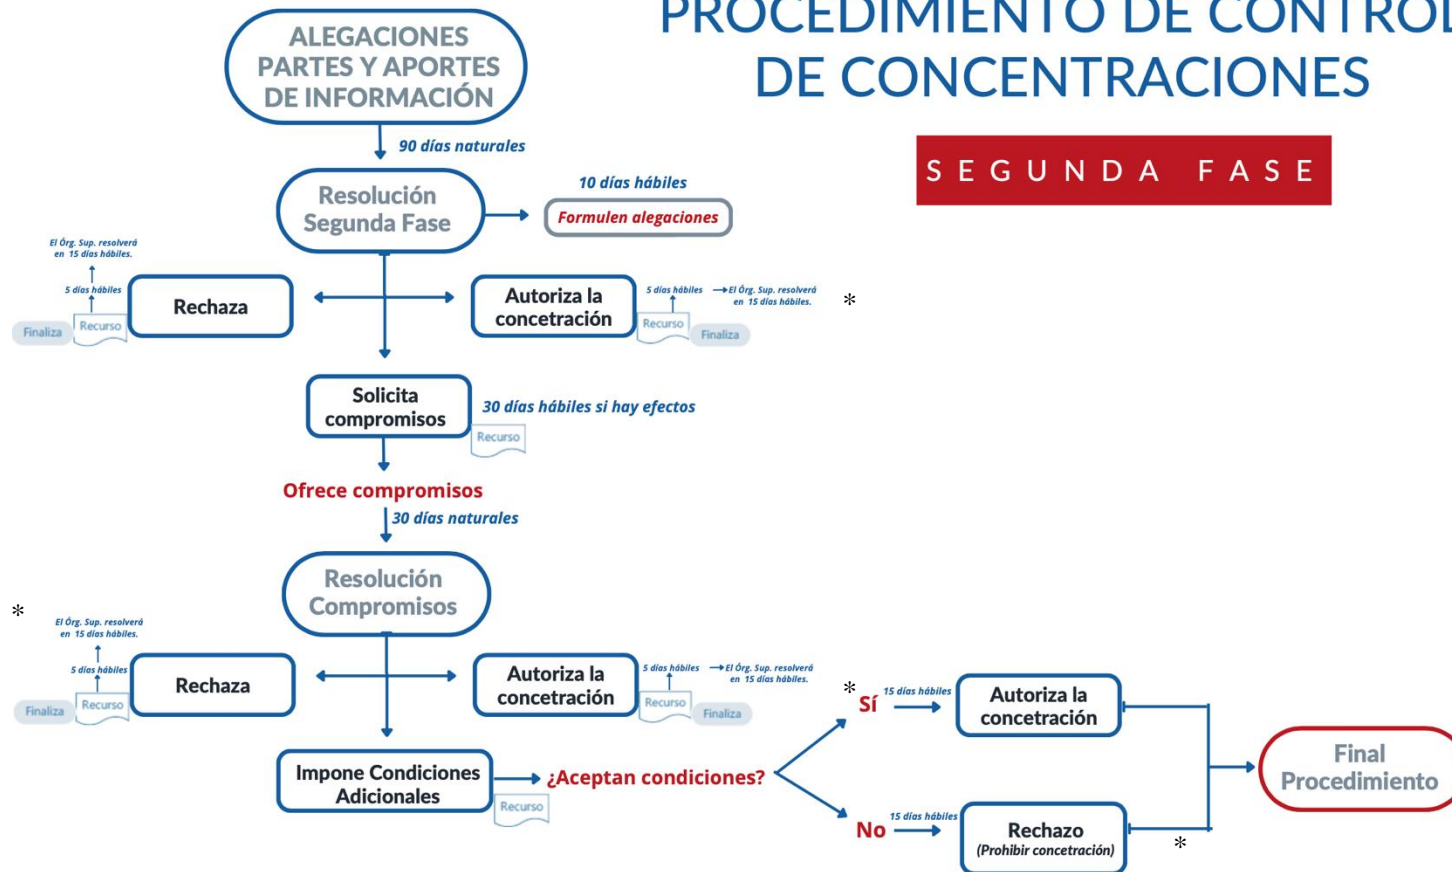 PROCEDIMIENTO DE CONTROL
DE CONCENTRACIONES
SEGUNDA FASE
ALEGACIONES
PARTES Y APORTES
DE INFORMACIÓN
90 días naturales
Resolución
Segunda Fase
10 días hábiles
Formulen alegaciones
El Órg. Sup. resolverá
en 15 días hábiles.
5 días hábiles
Finaliza
Recurso
Rechaza
Autoriza la
concetración
5 días hábiles
El Órg. Sup. resolverá
en 15 días hábiles.
Recurso
Finaliza
*
Solicita
compromisos
30 días hábiles si hay efectos
Recurso
Ofrece compromisos
30 días naturales
Resolución
Compromisos
*
El Órg. Sup. resolverá
en 15 días hábiles.
5 días hábiles
Finaliza
Recurso
Rechaza
Autoriza la
concetración
5 días hábiles
El Órg. Sup. resolverá
en 15 días hábiles.
Recurso
Finaliza
Impone Condiciones
Adicionales
Recurso
¿Aceptan condiciones?
*
Sí
15 días hábiles
Autoriza la
concetración
No
15 días hábiles
Rechazo
(Prohibir concetración)
*
Final
Procedimiento